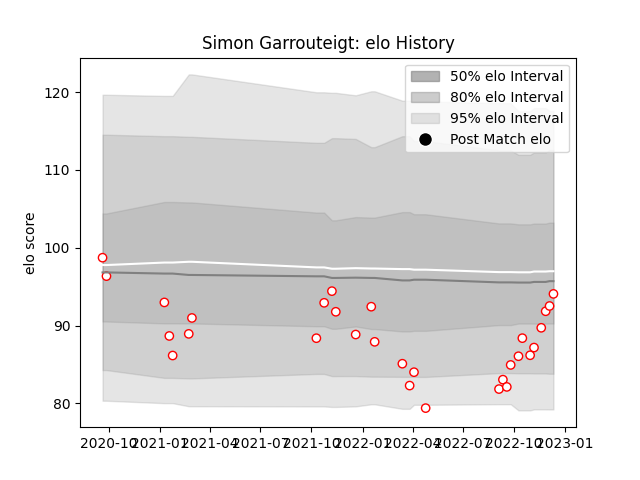 Simon Garrouteigt: elo History
50% elo Interval
80% elo Interval
95% elo Interval
Post Match elo
elo score
120
110
100
90
80
2020-10 2021-01 2021-04 2021-07 2021-10 2022-01 2022-04 2022-07 2022-10 2023-01